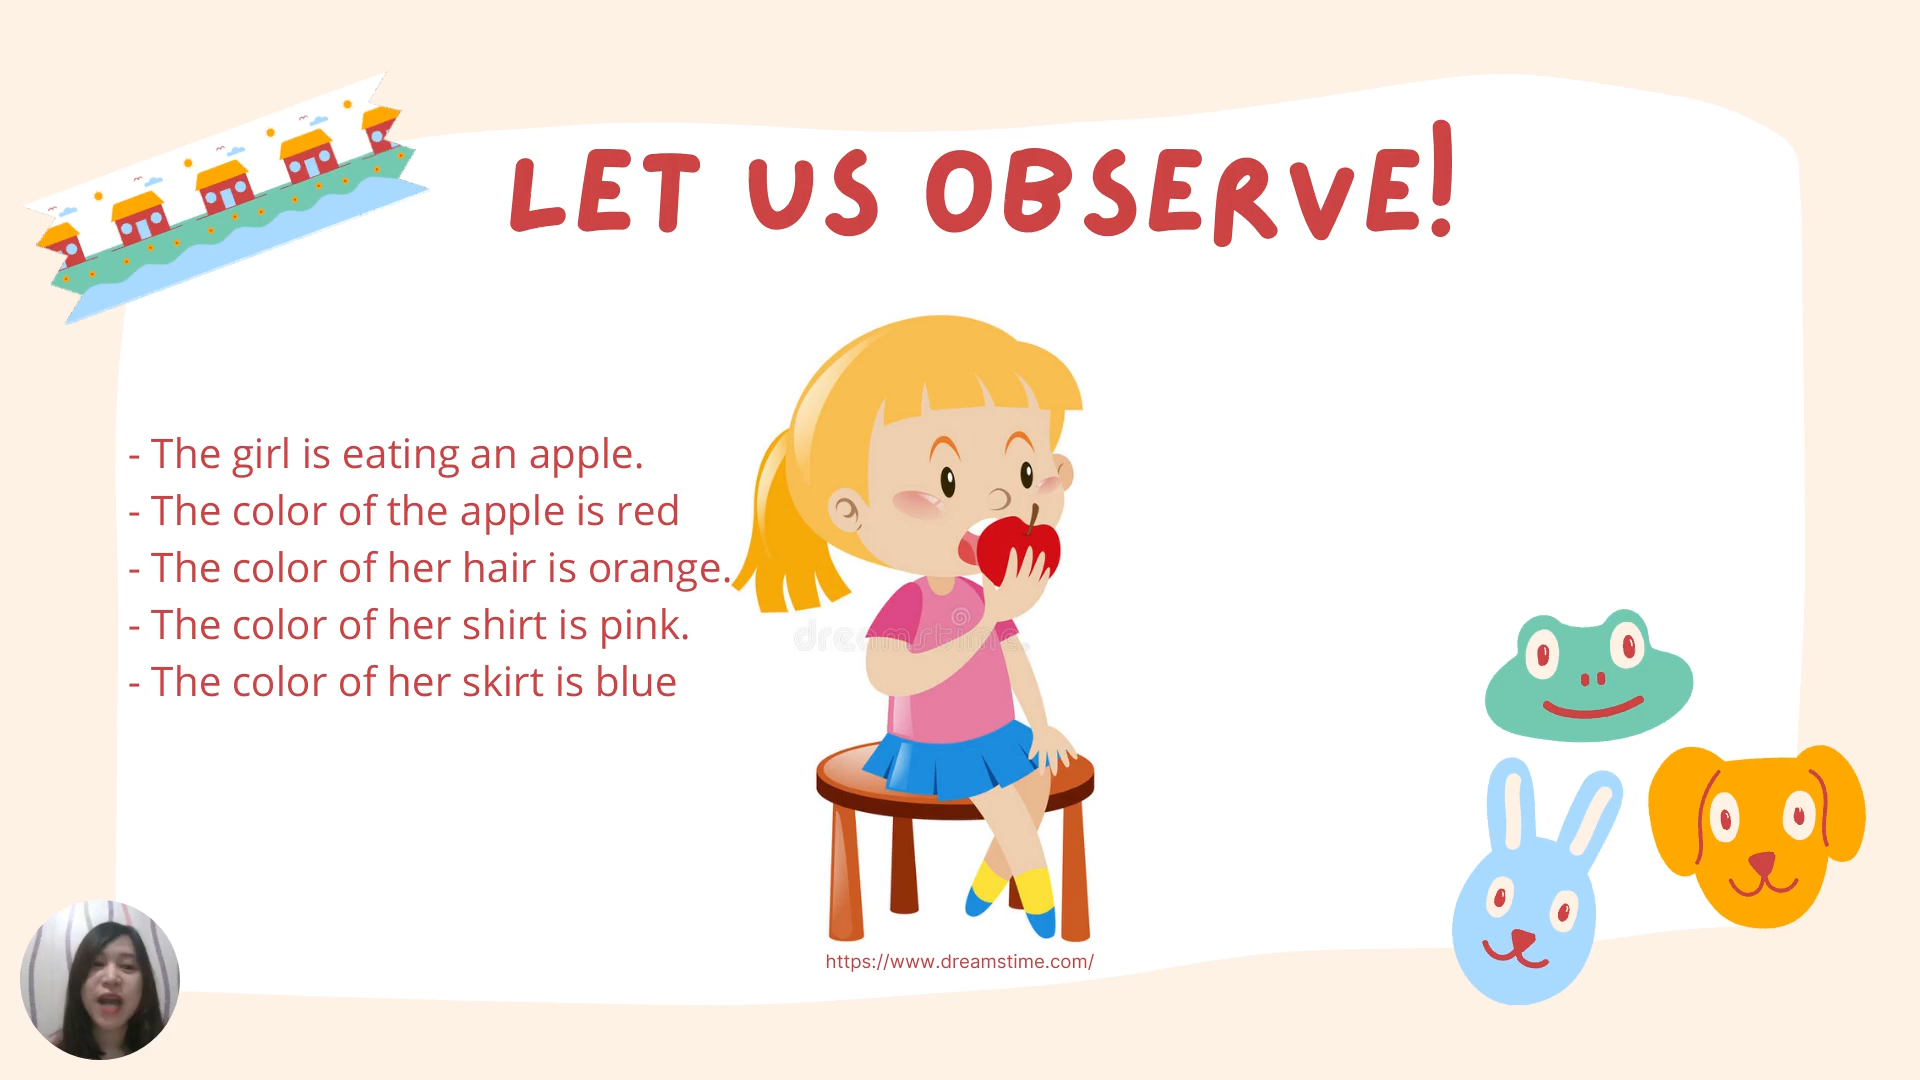 LET US OBSERVE!
- The girl is eating an apple.
- The color of the apple is red
- The color of her hair is orange.
- The color of her shirt is pink.
- The color of her skirt is blue
dreamstime.
https://www.dreamstime.com/